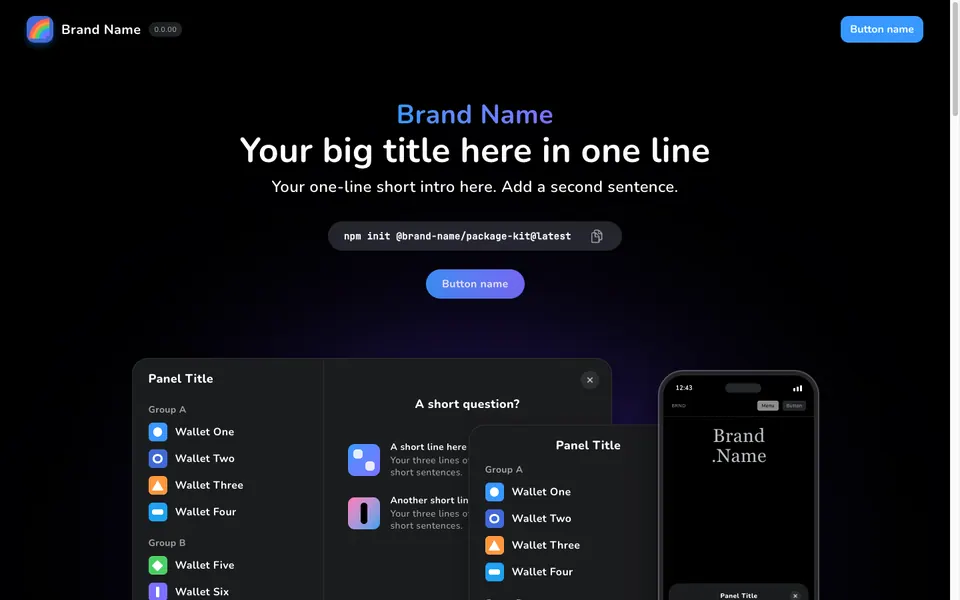 Brand Name 0.0.00
Button name
Brand Name
Your big title here in one line
Your one-line short intro here. Add a second sentence.
npm init @brand-name/package-kit@latest
Button name
Panel Title
Group A
Wallet One
Wallet Two
Wallet Three
Wallet Four
Group B
Wallet Five
Wallet Six
A short question?
A short line here
Your three lines o
short sentences.
Another short lin
Your three lines o
short sentences.
Panel Title
Group A
Wallet One
Wallet Two
Wallet Three
Wallet Four
12:43
BRND
Menu
Button
Brand
.Name
Panel Title